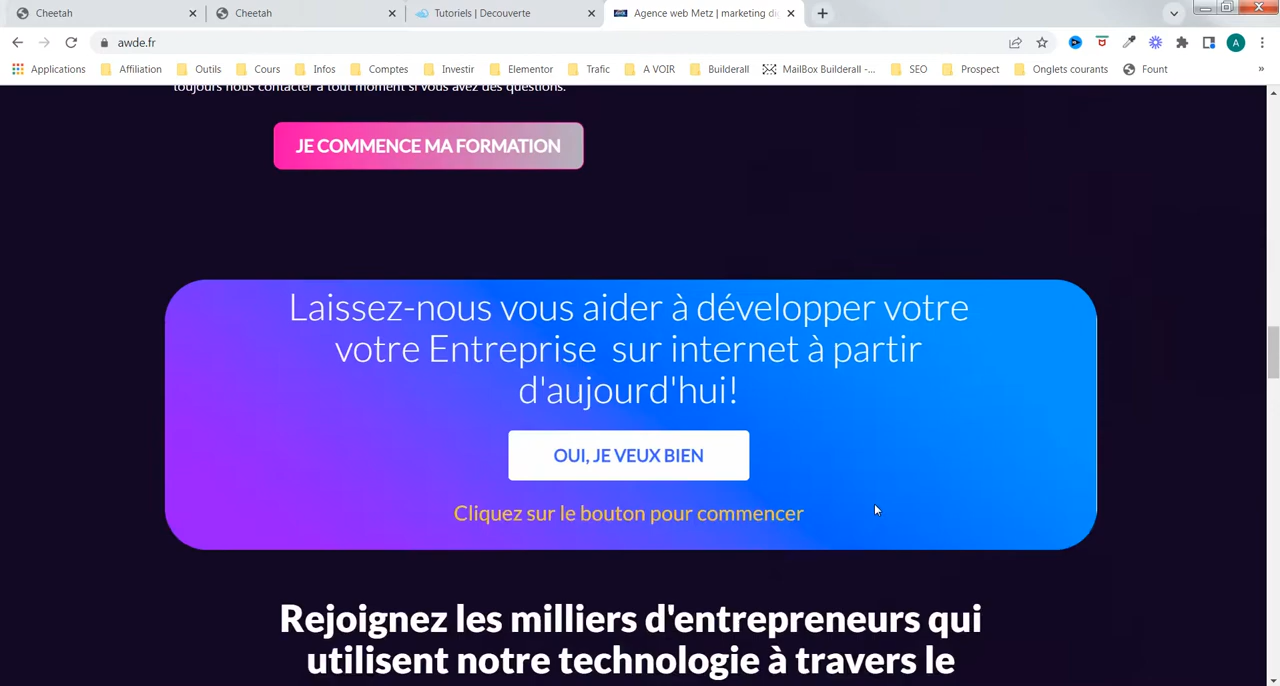 Cheetah
Cheetah
Tutoriels | Decouverte
Agence web Metz | marketing di
awde.fr
A
Applications
Affiliation
Outils
Cours
Infos
Comptes
Investir
Elementor
Trafic
A VOIR
Builderall
MailBox Builderall -...
SEO
Prospect
Onglets courants
Fount
»
toujours nous contacter à tout moment si vous avez des questions.
JE COMMENCE MA FORMATION
Laissez-nous vous aider à développer votre
votre Entreprise sur internet à partir
d'aujourd'hui!
OUI, JE VEUX BIEN
Cliquez sur le bouton pour commencer
Rejoignez les milliers d'entrepreneurs qui
utilisent notre technologie à travers le